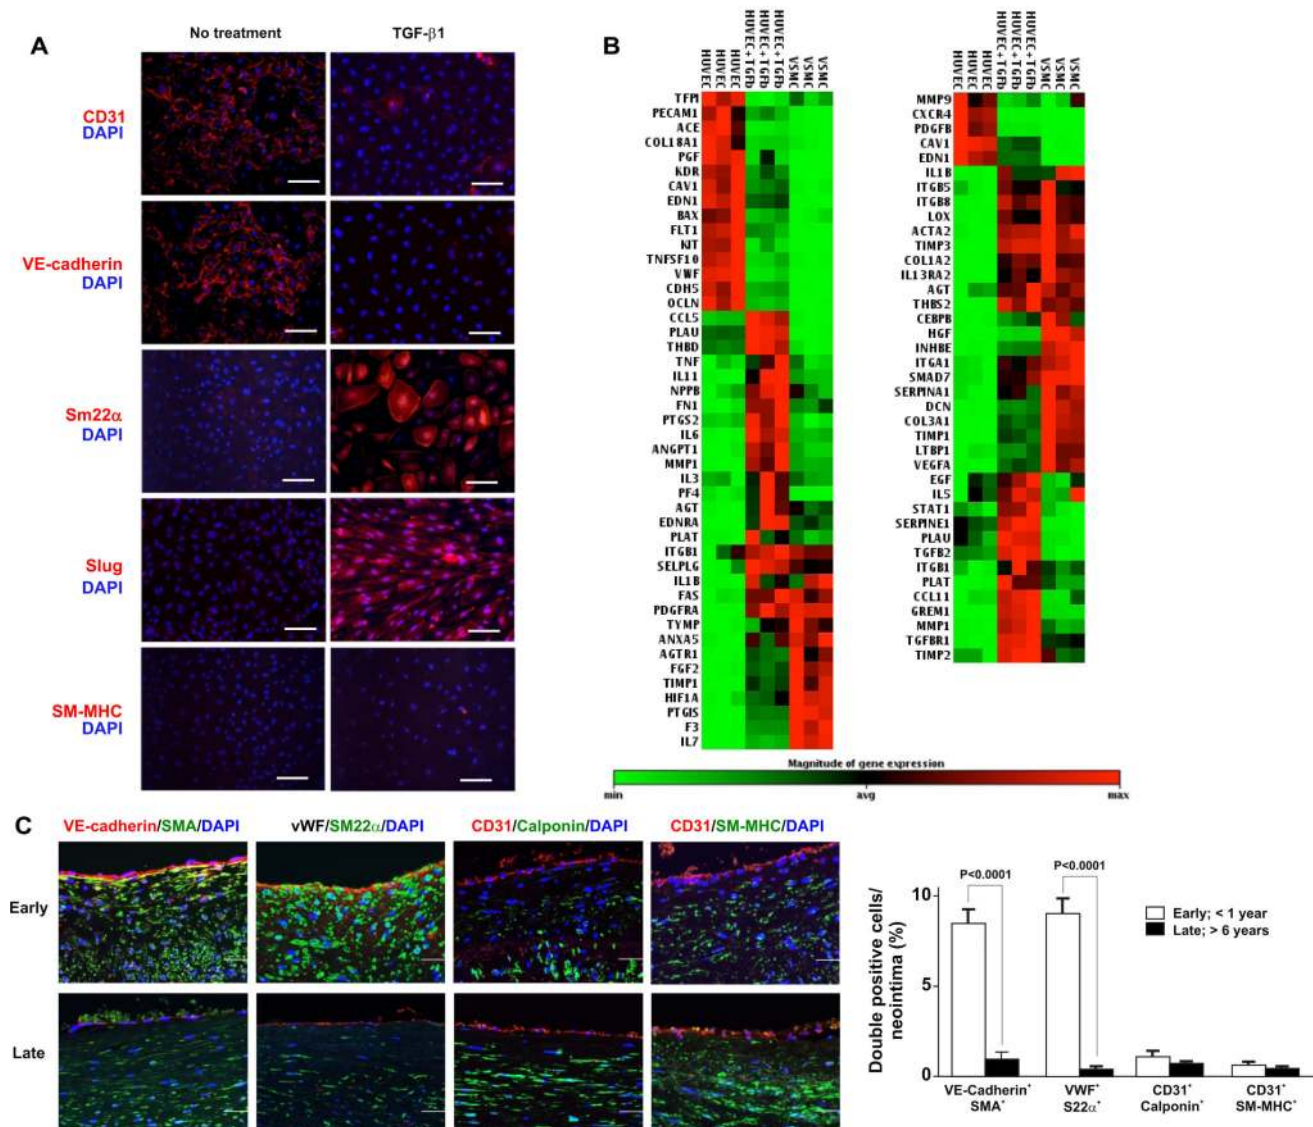 A
No treatment
TGF-β1
CD31
DAPI
VE-cadherin
DAPI
Sm22α
DAPI
Slug
DAPI
SM-MHC
DAPI
B
HUVEC
HUVEC
HUVEC
HUVEC+TGFb
HUVEC+TGFb
HUVEC+TGFb
VSMC
VSMC
VSMC
TFPI
PECAM1
ACE
COL18A1
PGF
KDR
CAV1
EDN1
BAX
FLT1
KIT
TNFSF10
VWF
CDH5
OCLN
CCL5
PLAU
THBD
TNF
IL11
NPPB
FN1
PTGS2
IL6
ANGPT1
MMP1
IL3
PF4
AGT
EDNRA
PLAT
ITGB1
SELPLG
IL1B
FAS
PDGFRA
TYMP
ANXA5
AGTR1
FGF2
TIMP1
HIF1A
PTGIS
F3
IL7
HUVEC
HUVEC
HUVEC
HUVEC+TGFb
HUVEC+TGFb
HUVEC+TGFb
VSMC
VSMC
VSMC
MMP9
CXCR4
PDGFB
CAV1
EDN1
IL1B
ITGB5
ITGB8
LOX
ACTA2
TIMP3
COL1A2
IL13RA2
AGT
THBS2
CEBPB
HGF
INHBE
ITGA1
SMAD7
SERPINA1
DCN
COL3A1
TIMP1
LTBP1
VEGFA
EGF
IL5
STAT1
SERPINE1
PLAU
TGFB2
ITGB1
PLAT
CCL11
GREM1
MMP1
TGFBR1
TIMP2
Magnitude of gene expression
min avg max
C
VE-cadherin/SMA/DAPI
vWF/SM22α/DAPI
CD31/Calponin/DAPI
CD31/SM-MHC/DAPI
Early
Late
Double positive cells/
neointima (%)
10
5
0
P<0.0001
P<0.0001
Early; < 1 year
Late; > 6 years
VE-Cadherin⁺
SMA⁺
VWF⁺
S22α⁺
CD31⁺
Calponin⁺
CD31⁺
SM-MHC⁺